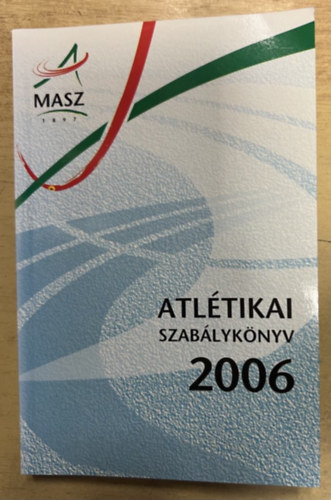 MASZ
1897
ATLÉTIKAI
SZABÁLYKÖNYV
2006